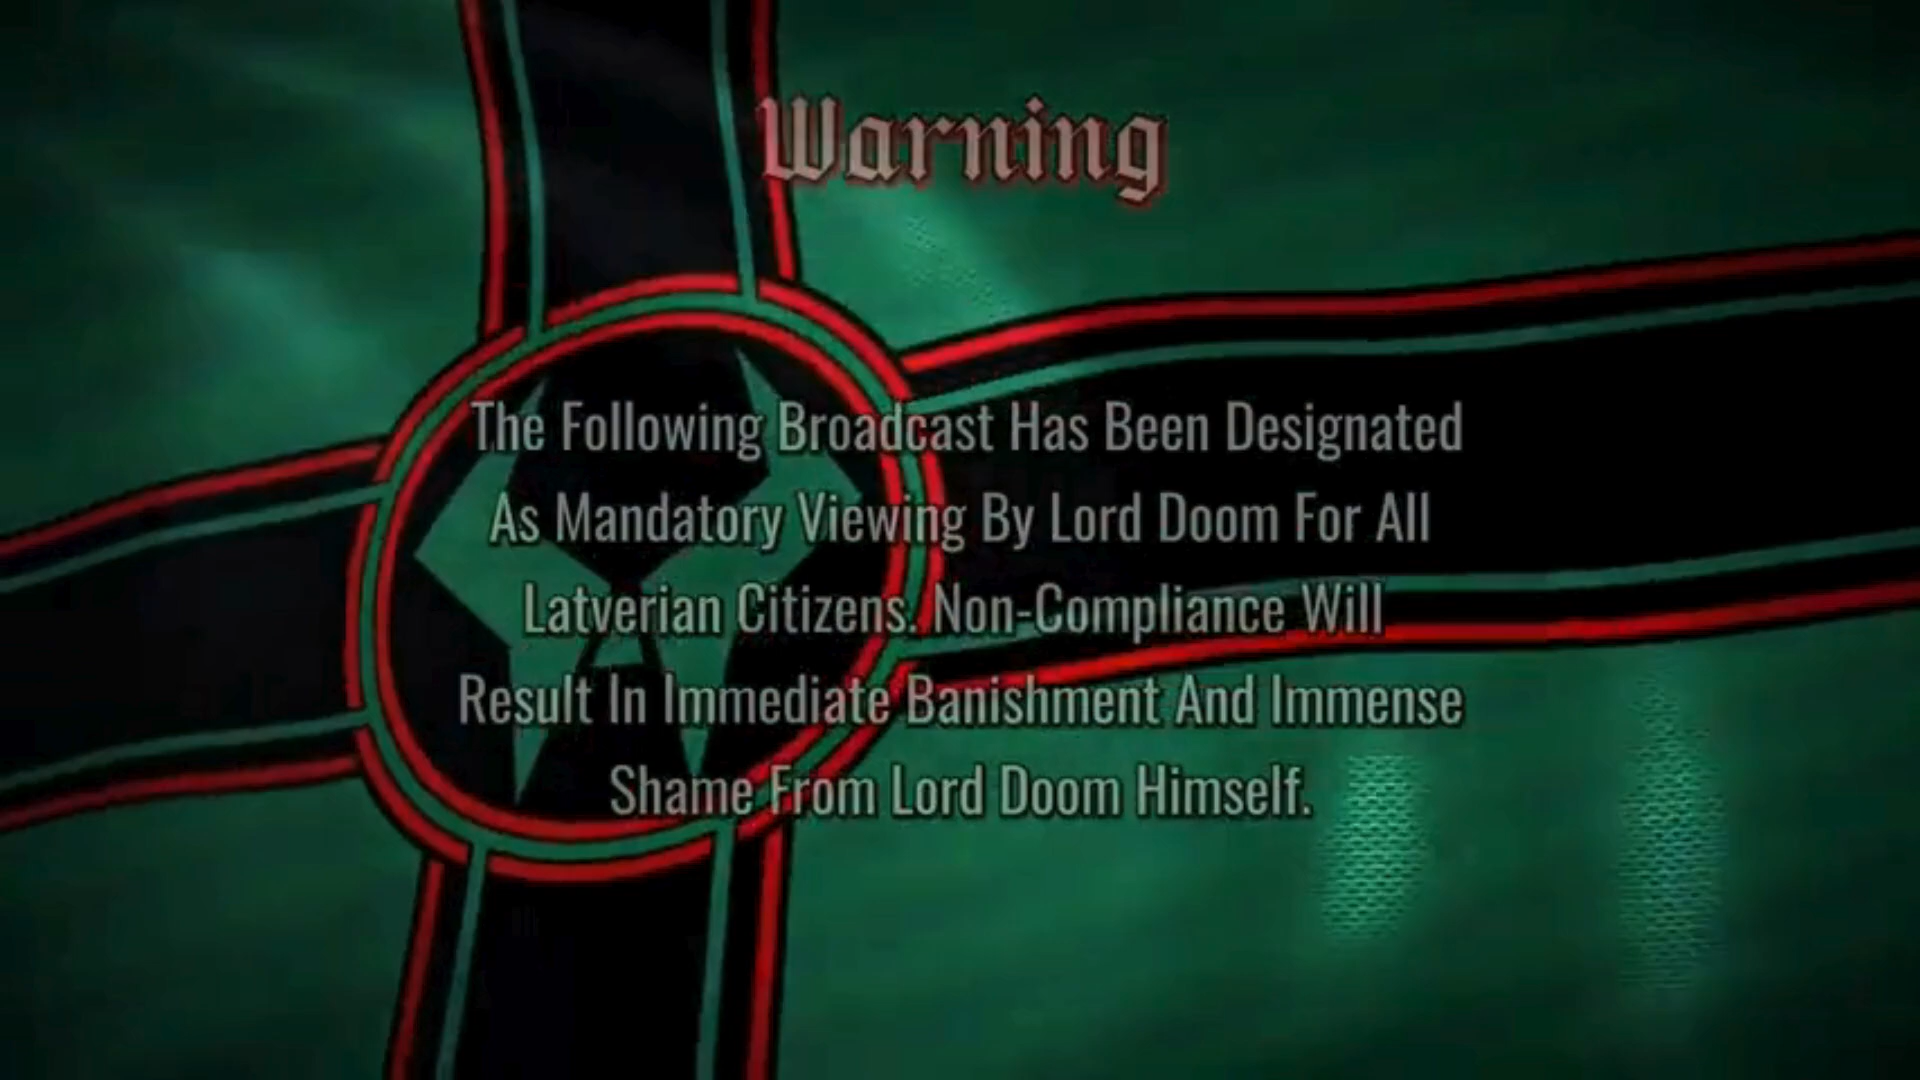 Warning
The Following Broadcast Has Been Designated
As Mandatory Viewing By Lord Doom For All
Latverian Citizens. Non-Compliance Will
Result In Immediate Banishment And Immense
Shame From Lord Doom Himself.